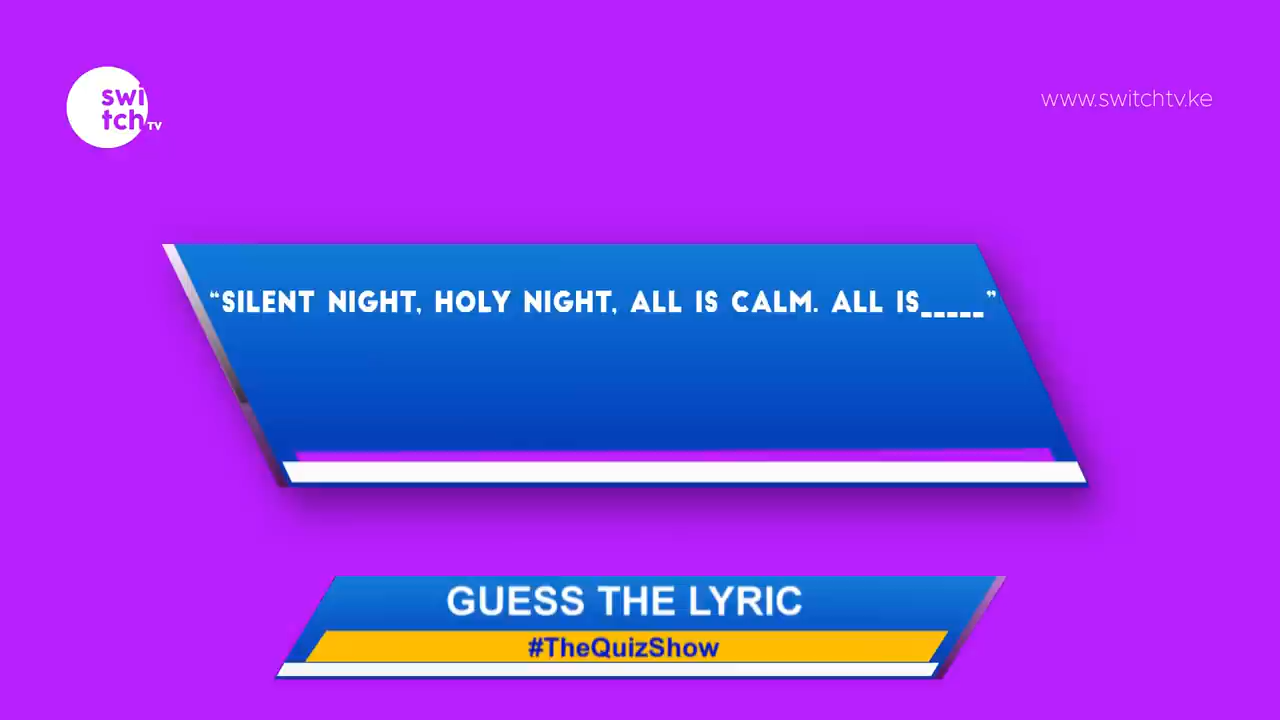 swi
tch TV
www.switchtv.ke
“SILENT NIGHT, HOLY NIGHT, ALL IS CALM. ALL IS_____”
GUESS THE LYRIC
#TheQuizShow